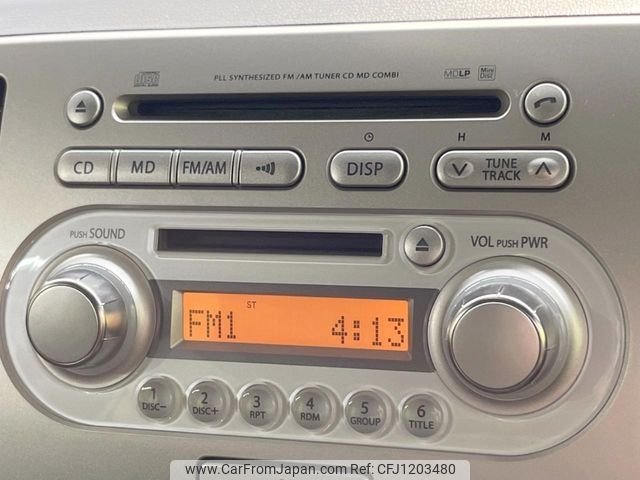 PLL SYNTHESIZED FM /AM TUNER CD MD COMBI
MDLP
Mini Disc
CD
MD
FM/AM
DISP
H
M
TUNE
TRACK
PUSH SOUND
VOL PUSH PWR
ST
FM1
4:13
1
DISC-
2
DISC+
3
RPT
4
RDM
5
GROUP
6
TITLE
www.CarFromJapan.com - CFJ1203480